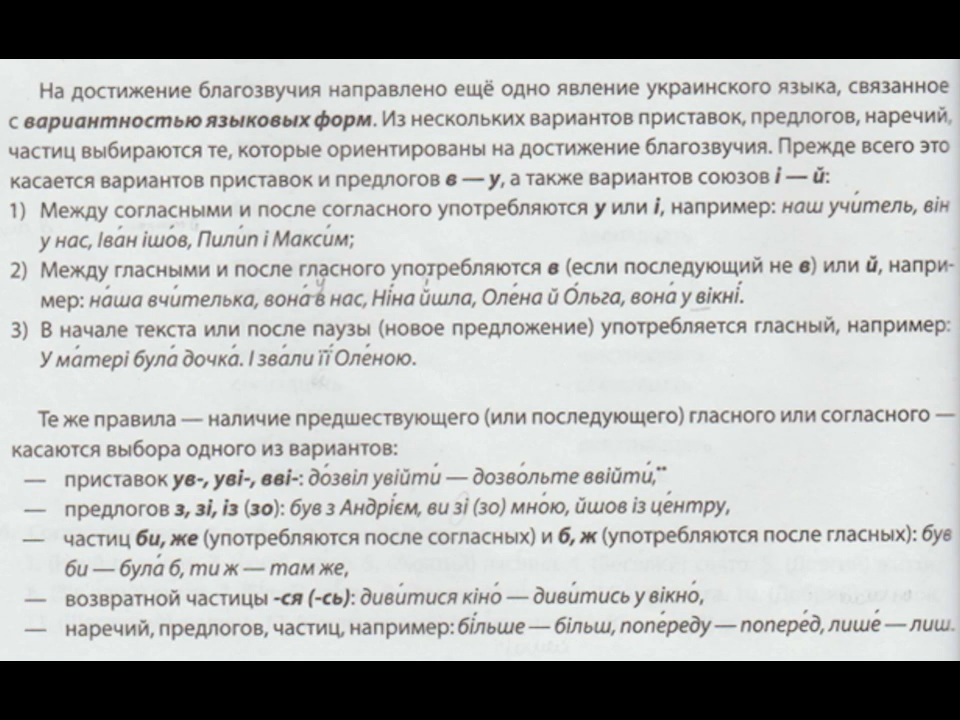 На достижение благозвучия направлено ещё одно явление украинского языка, связанное
с вариантностью языковых форм. Из нескольких вариантов приставок, предлогов, наречий,
частиц выбираются те, которые ориентированы на достижение благозвучия. Прежде всего это
касается вариантов приставок и предлогов в — у, а также вариантов союзов і — й:
1) Между согласными и после согласного употребляются у или і, например: наш учи́тель, він
у нас, Іва́н ішо́в, Пили́п і Макси́м;
2) Между гласными и после гласного употребляются в (если последующий не в) или й, напри-
мер: на́ша вчи́телька, вона́ в нас, Ні́на йшла, Оле́на й О́льга, вона́ у вікні́.
3) В начале текста или после паузы (новое предложение) употребляется гласный, например:
У ма́тері була́ дочка́. І зва́ли її́ Оле́ною.
Те же правила — наличие предшествующего (или последующего) гласного или согласного —
касаются выбора одного из вариантов:
— приставок ув-, уві-, вві-: до́звіл увійти́ — дозво́льте ввійти́,
— предлогов з, зі, із (зо): був з Андрі́єм, ви зі (зо) мно́ю, йшов із це́нтру,
частиц би, же (употребляются после согласных) и б, ж (употребляются после гласных): був
би — була́ б, ти ж — там же,
— возвратной частицы -ся (-сь): диви́тися кіно́ — диви́тись у вікно́,
— наречий, предлогов, частиц, например: бі́льше — більш, попе́реду — попере́д, лише́ — лиш.